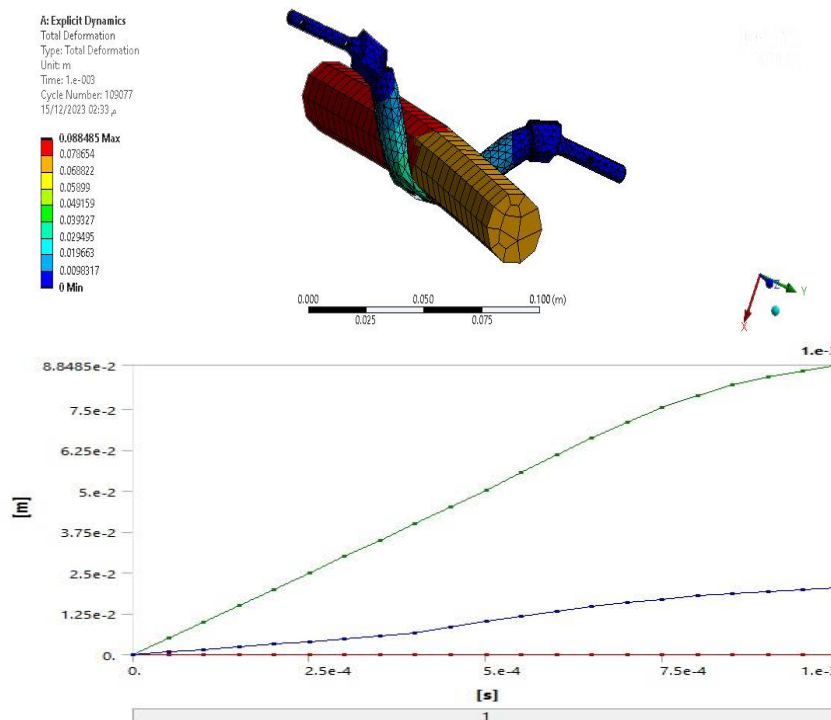 A: Explicit Dynamics
Total Deformation
Type: Total Deformation
Unit: m
Time: 1.e-003
Cycle Number: 109077
15/12/2023 02:33 م
0.088485 Max
0.078654
0.068822
0.05899
0.049159
0.039327
0.029495
0.019663
0.0098317
0 Min
0.000 0.050 0.100 (m)
0.025 0.075
Z
Y
X
1.e-3
8.8485e-2
7.5e-2
6.25e-2
5.e-2
3.75e-2
2.5e-2
1.25e-2
0.
[m]
0. 2.5e-4 5.e-4 7.5e-4 1.e-3
[s]
1